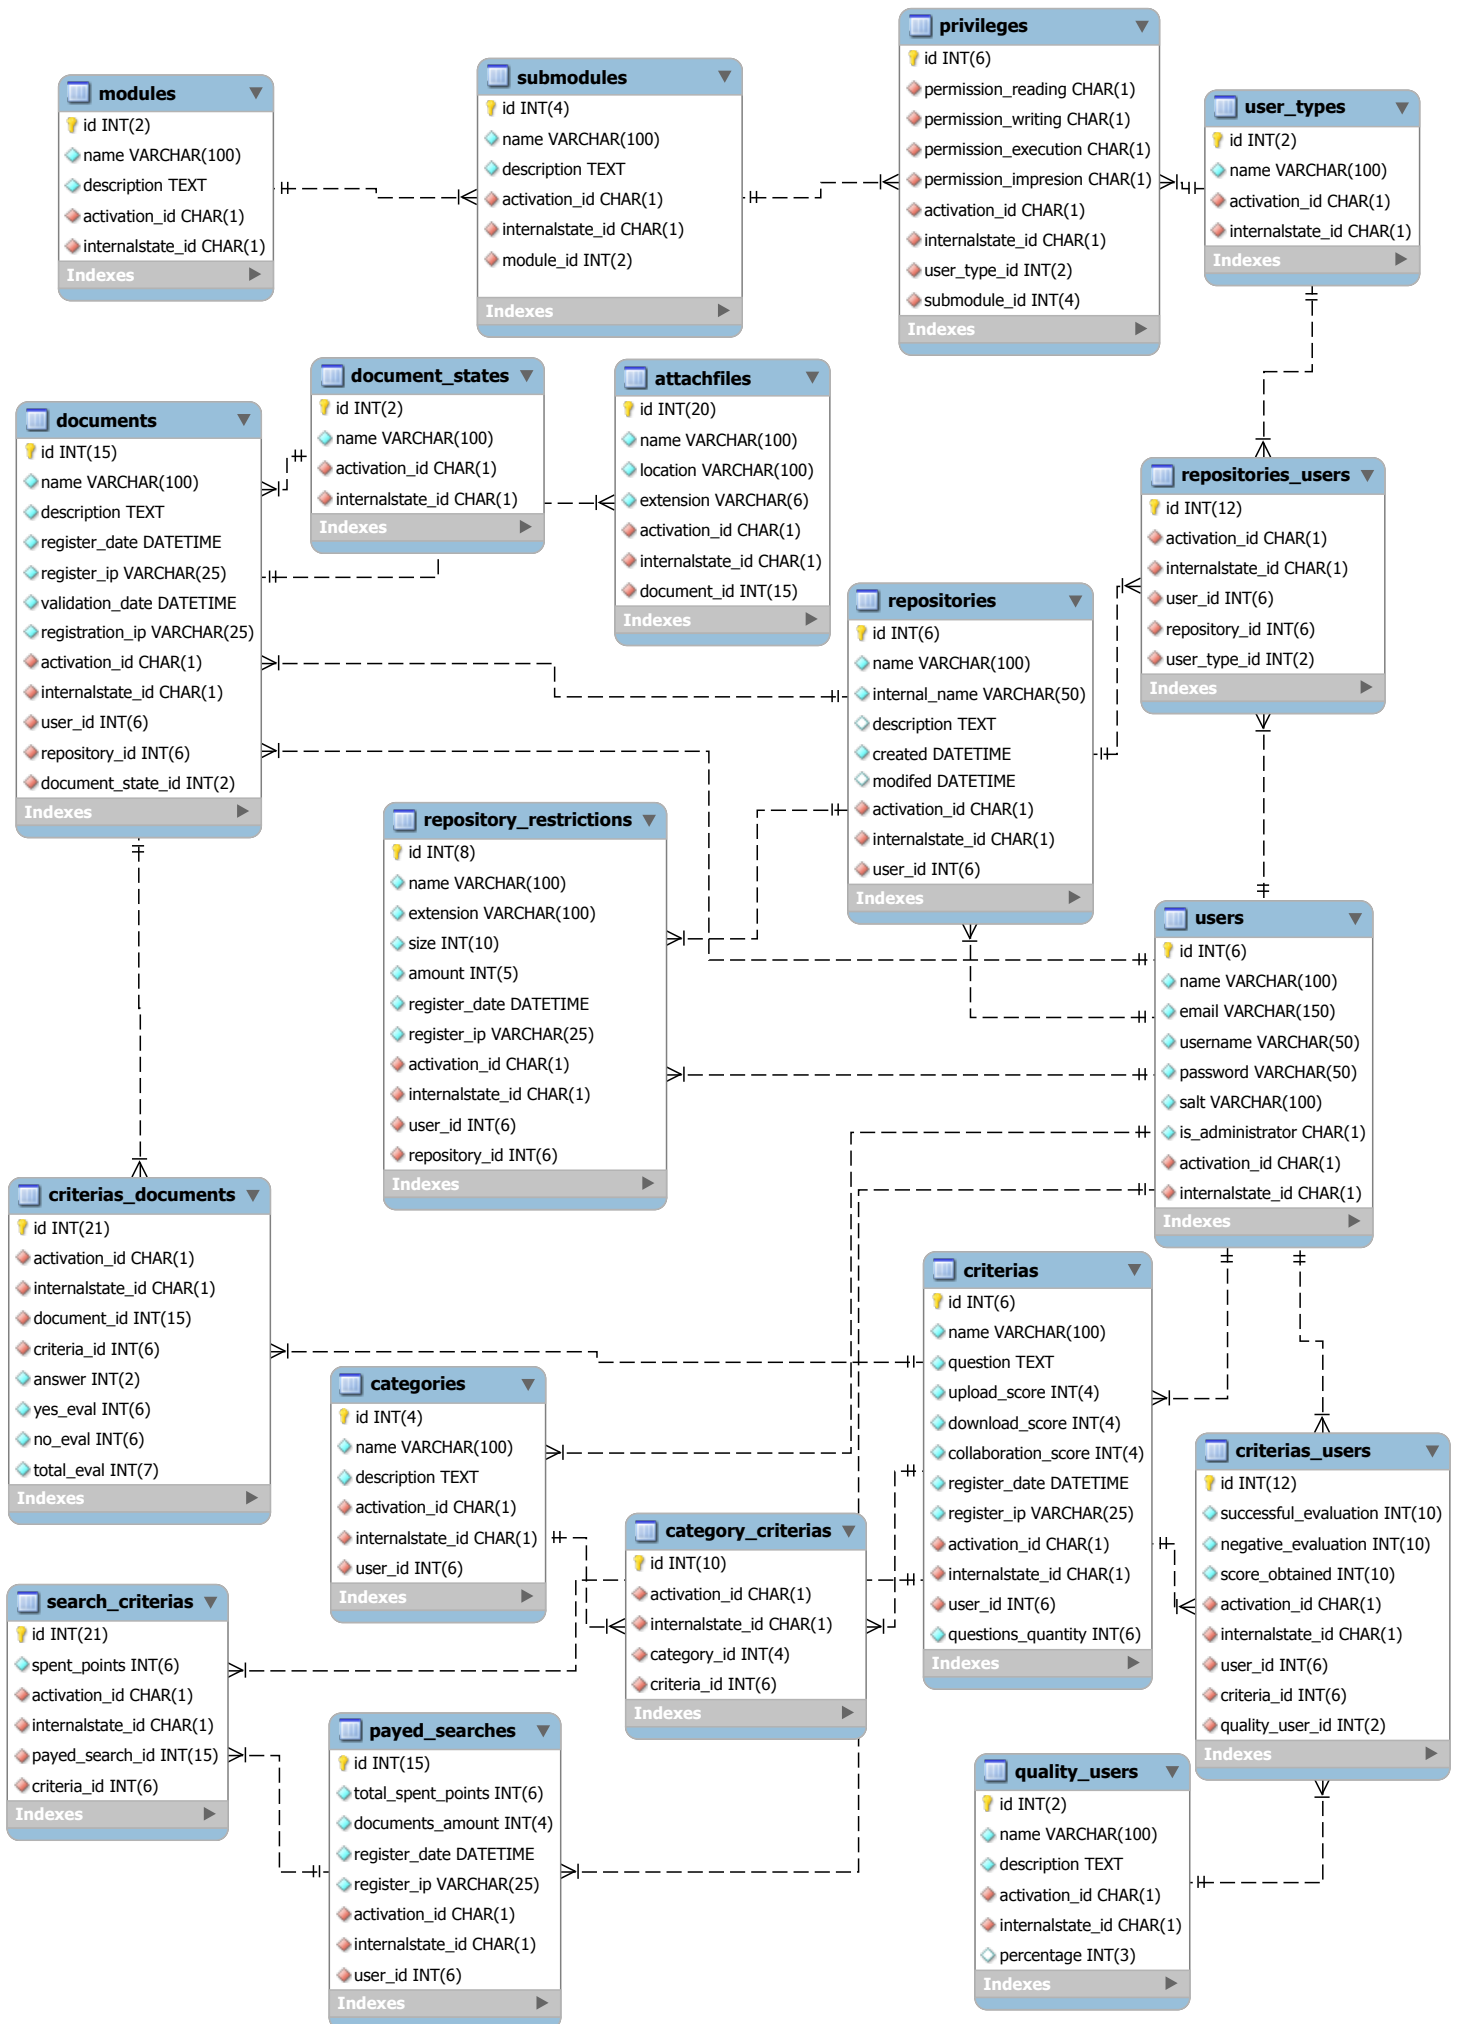 modules
id INT(2)
name VARCHAR(100)
description TEXT
activation_id CHAR(1)
internalstate_id CHAR(1)
Indexes
submodules
id INT(4)
name VARCHAR(100)
description TEXT
activation_id CHAR(1)
internalstate_id CHAR(1)
module_id INT(2)
Indexes
privileges
id INT(6)
permission_reading CHAR(1)
permission_writing CHAR(1)
permission_execution CHAR(1)
permission_impresion CHAR(1)
activation_id CHAR(1)
internalstate_id CHAR(1)
user_type_id INT(2)
submodule_id INT(4)
Indexes
user_types
id INT(2)
name VARCHAR(100)
activation_id CHAR(1)
internalstate_id CHAR(1)
Indexes
documents
id INT(15)
name VARCHAR(100)
description TEXT
register_date DATETIME
register_ip VARCHAR(25)
validation_date DATETIME
registration_ip VARCHAR(25)
activation_id CHAR(1)
internalstate_id CHAR(1)
user_id INT(6)
repository_id INT(6)
document_state_id INT(2)
Indexes
document_states
id INT(2)
name VARCHAR(100)
activation_id CHAR(1)
internalstate_id CHAR(1)
Indexes
attachfiles
id INT(20)
name VARCHAR(100)
location VARCHAR(100)
extension VARCHAR(6)
activation_id CHAR(1)
internalstate_id CHAR(1)
document_id INT(15)
Indexes
repositories
id INT(6)
name VARCHAR(100)
internal_name VARCHAR(50)
description TEXT
created DATETIME
modifed DATETIME
activation_id CHAR(1)
internalstate_id CHAR(1)
user_id INT(6)
Indexes
repositories_users
id INT(12)
activation_id CHAR(1)
internalstate_id CHAR(1)
user_id INT(6)
repository_id INT(6)
user_type_id INT(2)
Indexes
repository_restrictions
id INT(8)
name VARCHAR(100)
extension VARCHAR(100)
size INT(10)
amount INT(5)
register_date DATETIME
register_ip VARCHAR(25)
activation_id CHAR(1)
internalstate_id CHAR(1)
user_id INT(6)
repository_id INT(6)
Indexes
users
id INT(6)
name VARCHAR(100)
email VARCHAR(150)
username VARCHAR(50)
password VARCHAR(50)
salt VARCHAR(100)
is_administrator CHAR(1)
activation_id CHAR(1)
internalstate_id CHAR(1)
Indexes
criterias_documents
id INT(21)
activation_id CHAR(1)
internalstate_id CHAR(1)
document_id INT(15)
criteria_id INT(6)
answer INT(2)
yes_eval INT(6)
no_eval INT(6)
total_eval INT(7)
Indexes
categories
id INT(4)
name VARCHAR(100)
description TEXT
activation_id CHAR(1)
internalstate_id CHAR(1)
user_id INT(6)
Indexes
criterias
id INT(6)
name VARCHAR(100)
question TEXT
upload_score INT(4)
download_score INT(4)
collaboration_score INT(4)
register_date DATETIME
register_ip VARCHAR(25)
activation_id CHAR(1)
internalstate_id CHAR(1)
user_id INT(6)
questions_quantity INT(6)
Indexes
criterias_users
id INT(12)
successful_evaluation INT(10)
negative_evaluation INT(10)
score_obtained INT(10)
activation_id CHAR(1)
internalstate_id CHAR(1)
user_id INT(6)
criteria_id INT(6)
quality_user_id INT(2)
Indexes
category_criterias
id INT(10)
activation_id CHAR(1)
internalstate_id CHAR(1)
category_id INT(4)
criteria_id INT(6)
Indexes
search_criterias
id INT(21)
spent_points INT(6)
activation_id CHAR(1)
internalstate_id CHAR(1)
payed_search_id INT(15)
criteria_id INT(6)
Indexes
payed_searches
id INT(15)
total_spent_points INT(6)
documents_amount INT(4)
register_date DATETIME
register_ip VARCHAR(25)
activation_id CHAR(1)
internalstate_id CHAR(1)
user_id INT(6)
Indexes
quality_users
id INT(2)
name VARCHAR(100)
description TEXT
activation_id CHAR(1)
internalstate_id CHAR(1)
percentage INT(3)
Indexes